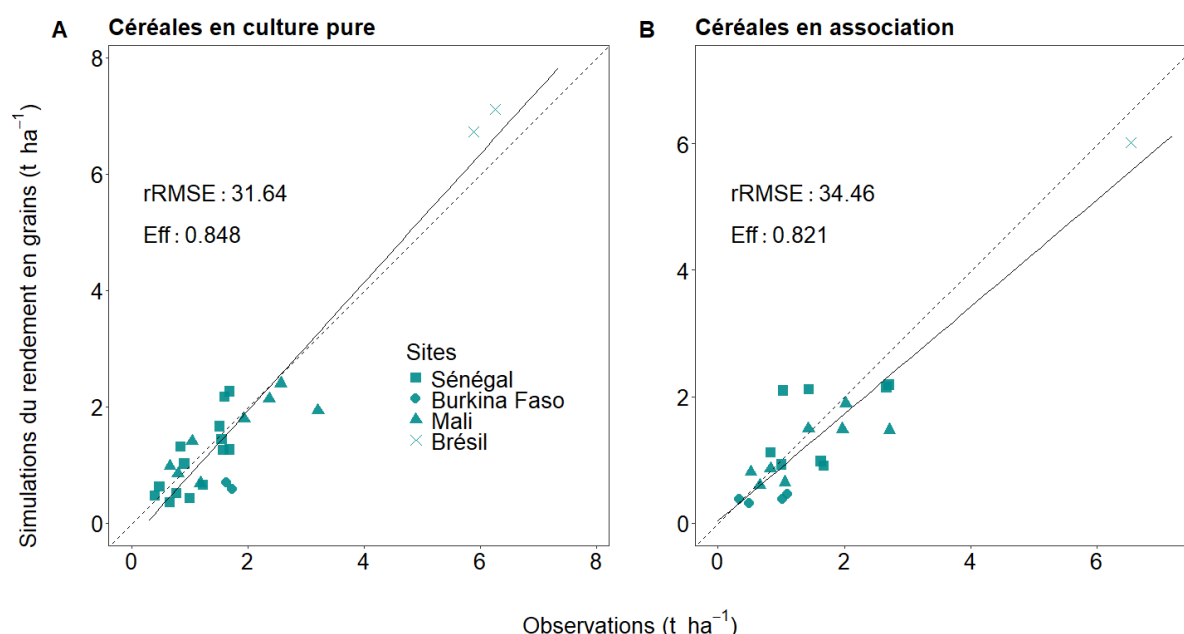 A Céréales en culture pure
B Céréales en association
Simulations du rendement en grains (t ha⁻¹)
8
6
4
2
0
rRMSE : 31.64
Eff : 0.848
Sites
Sénégal
Burkina Faso
Mali
Brésil
0 2 4 6 8
6
4
2
0
rRMSE : 34.46
Eff : 0.821
0 2 4 6
Observations (t ha⁻¹)